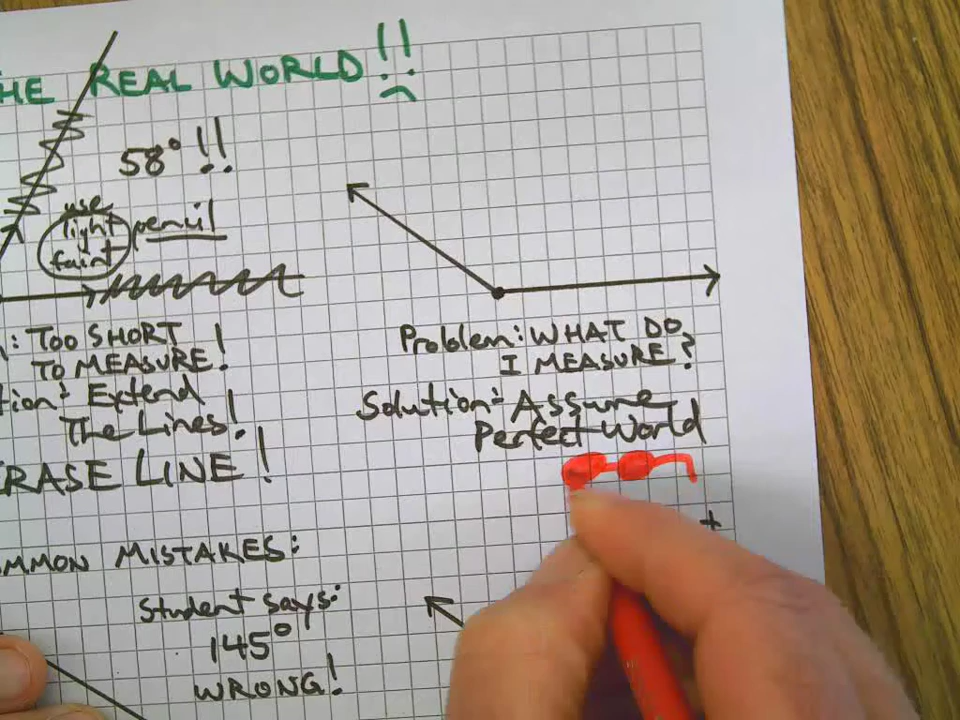 HE REAL WORLD!!
58° !!
use
light
faint
pencil
: TOO SHORT
TO MEASURE!
tion: Extend
The Lines!
ERASE LINE!
Problem: WHAT DO
I MEASURE?
Solution: Assume
Perfect World
MMON MISTAKES:
Student says:
145°
WRONG!